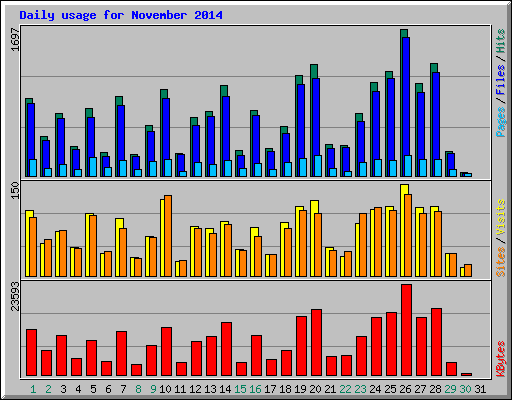 Daily usage for November 2014
1697
Pages / Files / Hits
150
Sites / Visits
23593
KBytes
1 2 3 4 5 6 7 8 9 10 11 12 13 14 15 16 17 18 19 20 21 22 23 24 25 26 27 28 29 30 31